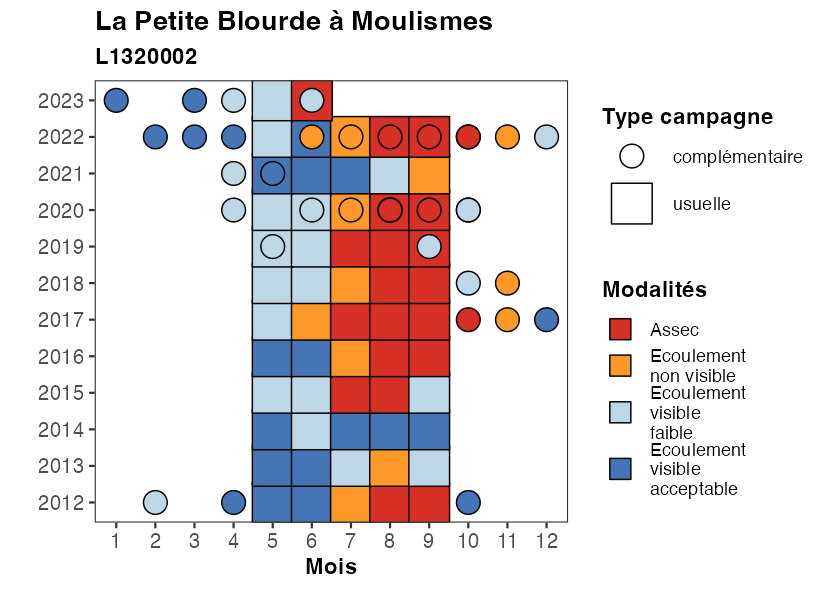 La Petite Blourde à Moulismes
L1320002
2023
2022
2021
2020
2019
2018
2017
2016
2015
2014
2013
2012
1 2 3 4 5 6 7 8 9 10 11 12
Mois
Type campagne
complémentaire
usuelle
Modalités
Assec
Ecoulement
non visible
Ecoulement
visible
faible
Ecoulement
visible
acceptable